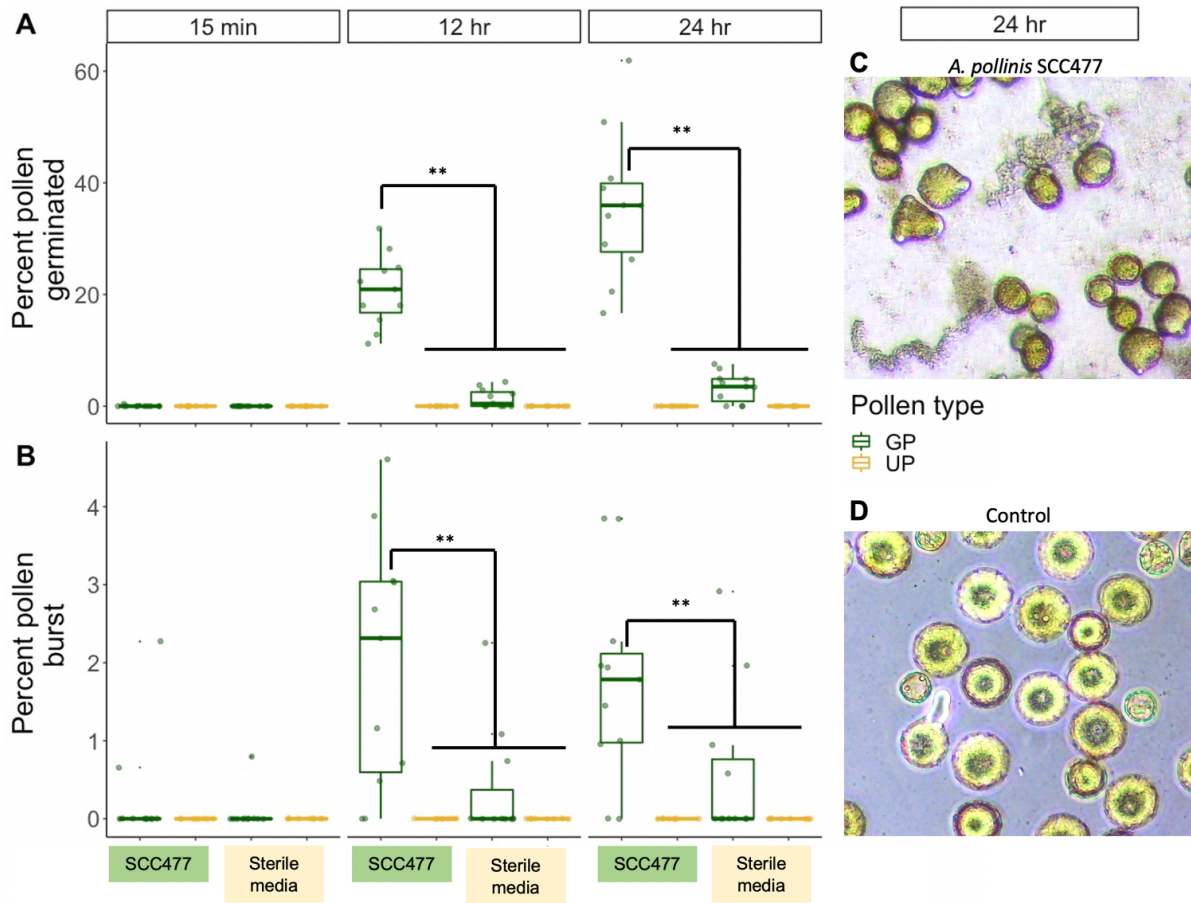 A
15 min
12 hr
24 hr
24 hr
Percent pollen
germinated
60
40
20
0
**
**
C
A. pollinis SCC477
Pollen type
GP
UP
B
Percent pollen
burst
4
3
2
1
0
**
**
D
Control
SCC477
Sterile
media
SCC477
Sterile
media
SCC477
Sterile
media